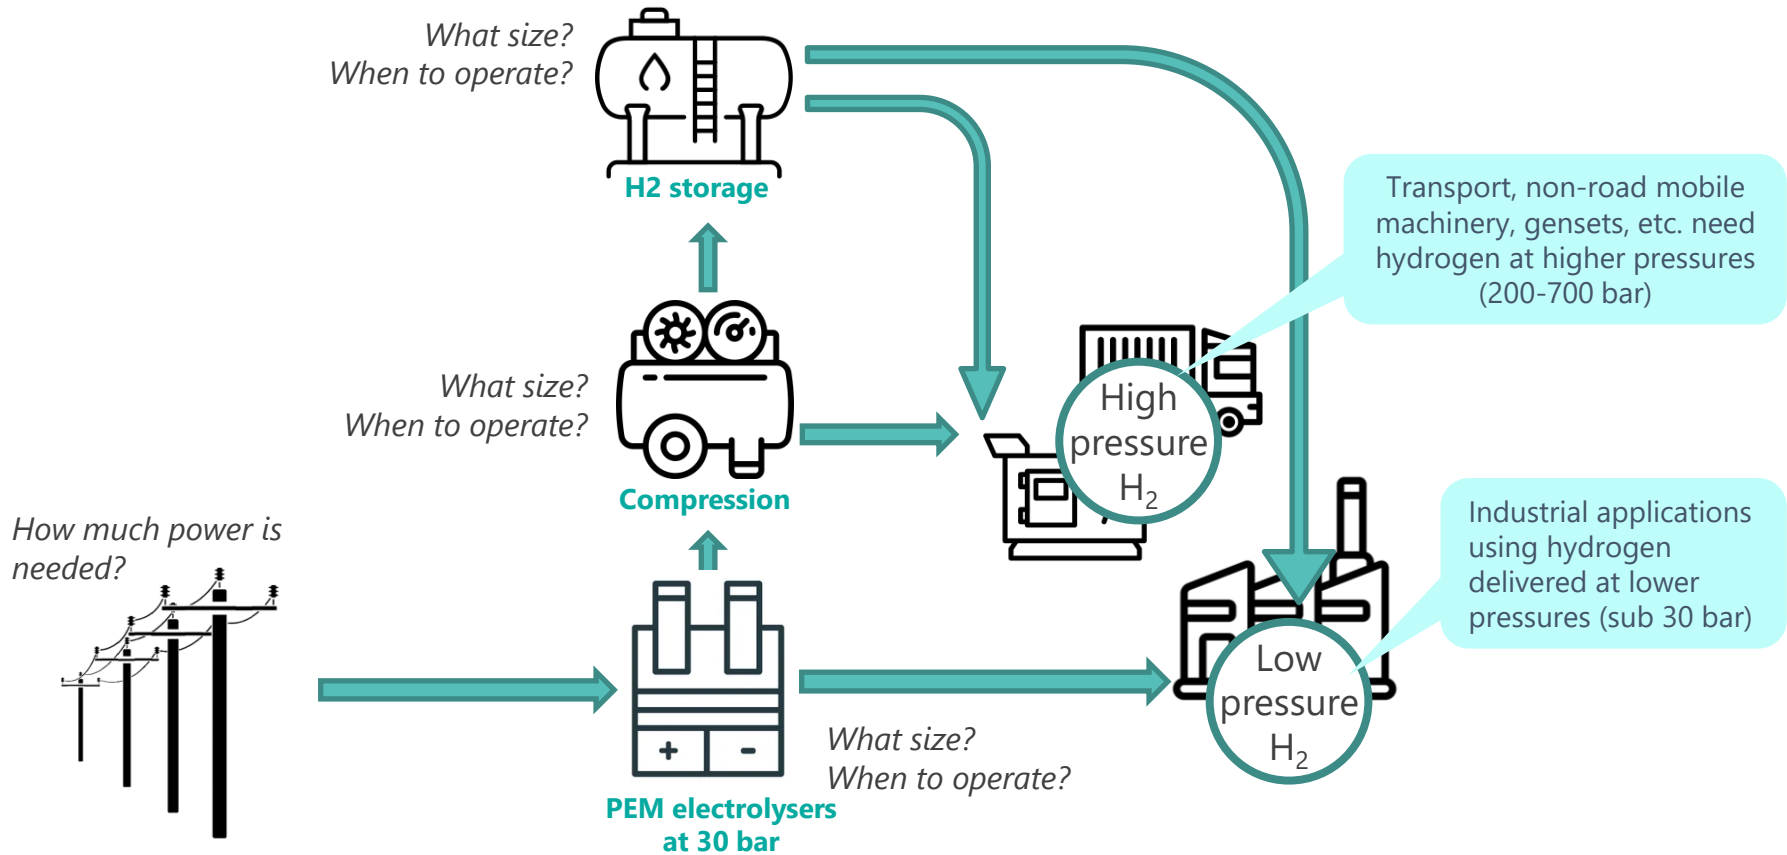 What size?
When to operate?
H2 storage
Transport, non-road mobile
machinery, gensets, etc. need
hydrogen at higher pressures
(200-700 bar)
What size?
When to operate?
Compression
High
pressure
H₂
How much power is
needed?
Industrial applications
using hydrogen
delivered at lower
pressures (sub 30 bar)
Low
pressure
H₂
+ -
What size?
When to operate?
PEM electrolysers
at 30 bar